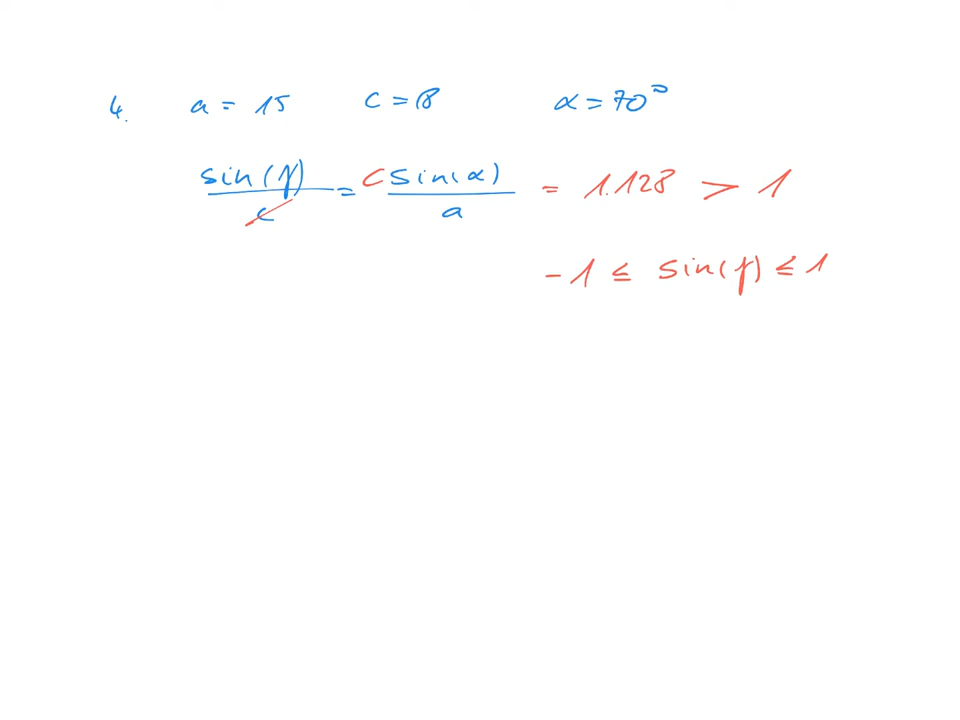 4. a = 15 c = 18 α = 70°
sin(γ)/c = c sin(α)/a = 1.128 > 1
-1 ≤ sin(γ) ≤ 1